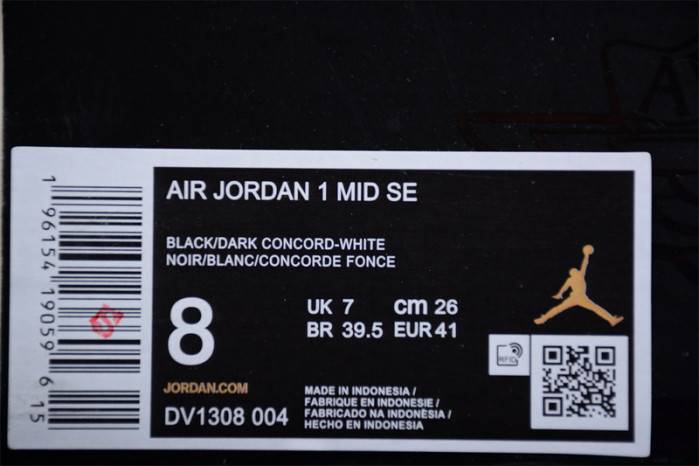 AIR JORDAN 1 MID SE
BLACK/DARK CONCORD-WHITE
NOIR/BLANC/CONCORDE FONCE
8
UK 7 cm 26
BR 39.5 EUR 41
JORDAN.COM
DV1308 004
MADE IN INDONESIA /
FABRIQUE EN INDONESIE /
FABRICADO NA INDONÉSIA /
HECHO EN INDONESIA
RFID
1 96154 19059 6 15